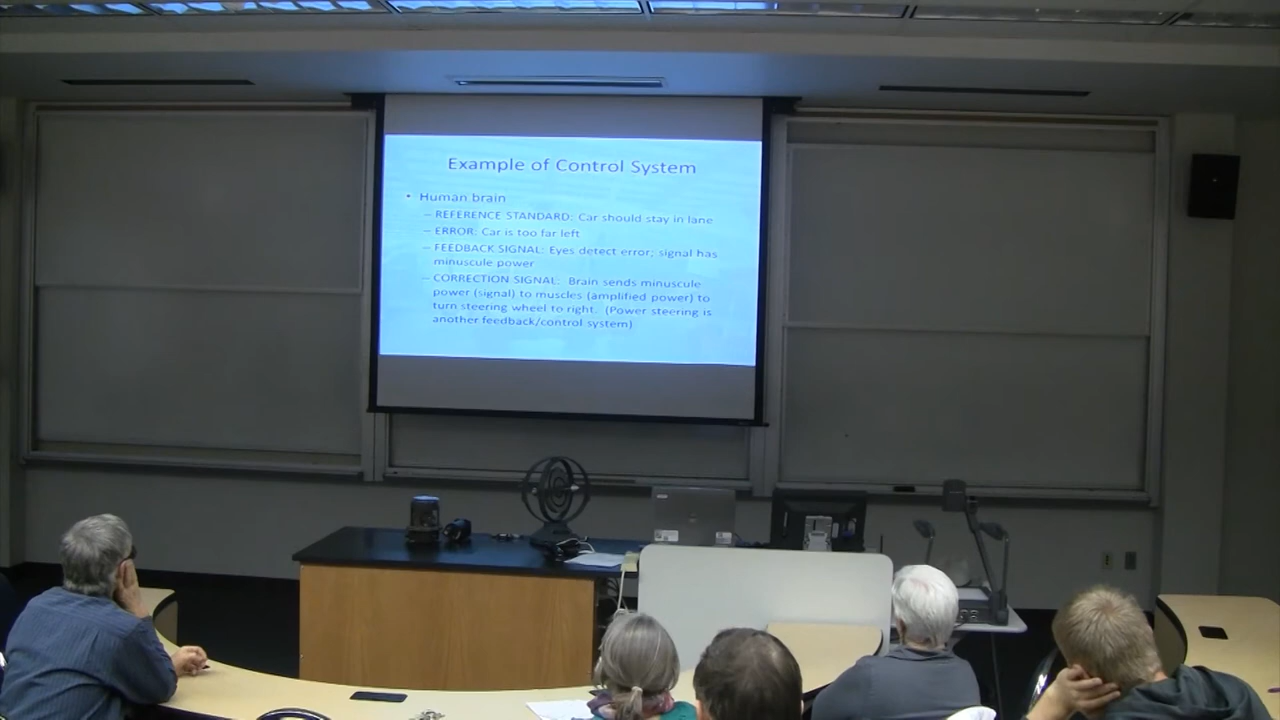 Example of Control System
• Human brain
– REFERENCE STANDARD: Car should stay in lane
– ERROR: Car is too far left
– FEEDBACK SIGNAL: Eyes detect error; signal has
minuscule power
– CORRECTION SIGNAL: Brain sends minuscule
power (signal) to muscles (amplified power) to
turn steering wheel to right. (Power steering is
another feedback/control system)